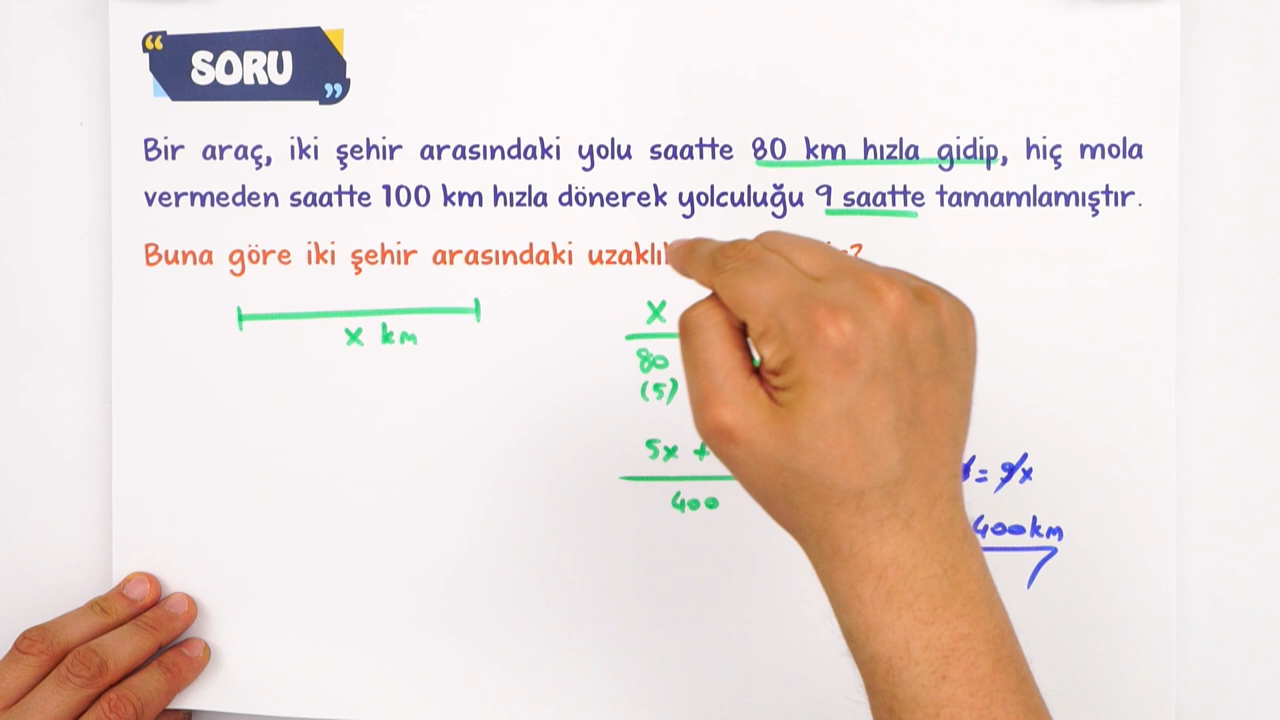 SORU
Bir araç, iki şehir arasındaki yolu saatte 80 km hızla gidip, hiç mola
vermeden saatte 100 km hızla dönerek yolculuğu 9 saatte tamamlamıştır.
Buna göre iki şehir arasındaki
x km
x
80
(5)
5x +
400
= 9x
400km